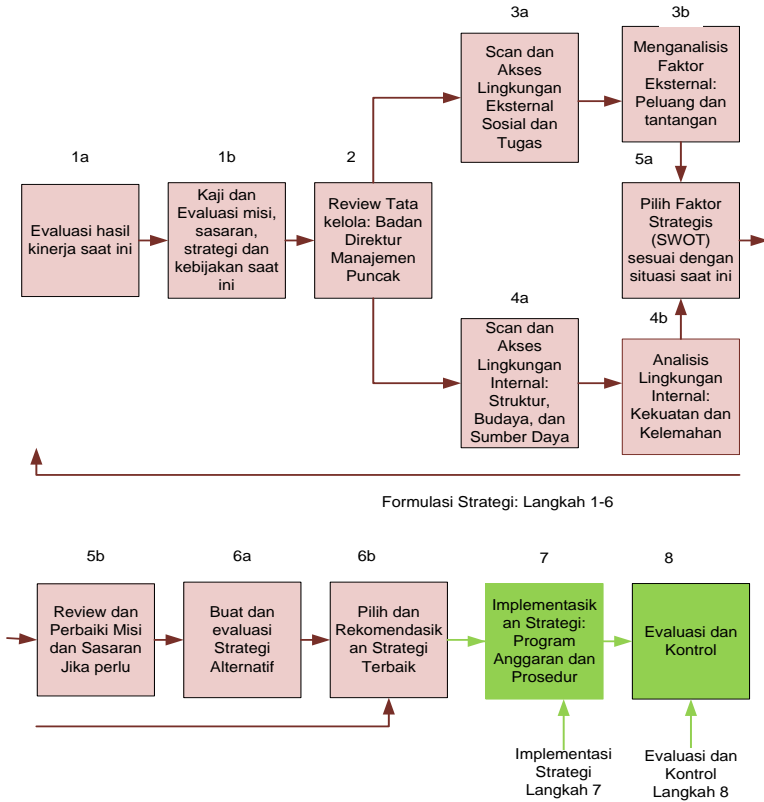 3a
3b
Scan dan
Akses
Lingkungan
Eksternal
Sosial dan
Tugas
Menganalisis
Faktor
Eksternal:
Peluang dan
tantangan
1a
1b
2
5a
Evaluasi hasil
kinerja saat ini
Kaji dan
Evaluasi misi,
sasaran,
strategi dan
kebijakan saat
ini
Review Tata
kelola: Badan
Direktur
Manajemen
Puncak
Pilih Faktor
Strategis
(SWOT)
sesuai dengan
situasi saat ini
4a
4b
Scan dan
Akses
Lingkungan
Internal:
Struktur,
Budaya, dan
Sumber Daya
Analisis
Lingkungan
Internal:
Kekuatan dan
Kelemahan
Formulasi Strategi: Langkah 1-6
5b
6a
6b
7
8
Review dan
Perbaiki Misi
dan Sasaran
Jika perlu
Buat dan
evaluasi
Strategi
Alternatif
Pilih dan
Rekomendasik
an Strategi
Terbaik
Implementasik
an Strategi:
Program
Anggaran dan
Prosedur
Evaluasi dan
Kontrol
Implementasi
Strategi
Langkah 7
Evaluasi dan
Kontrol
Langkah 8